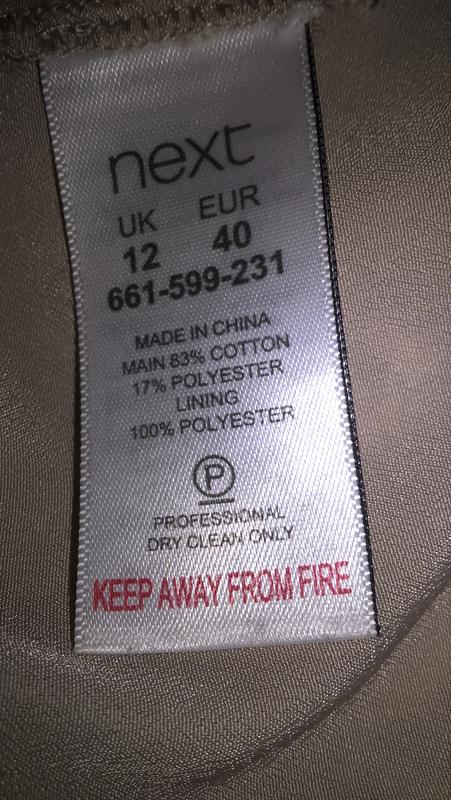 next
UK EUR
12 40
661-599-231
MADE IN CHINA
MAIN 83% COTTON
17% POLYESTER
LINING
100% POLYESTER
P
PROFESSIONAL
DRY CLEAN ONLY
KEEP AWAY FROM FIRE